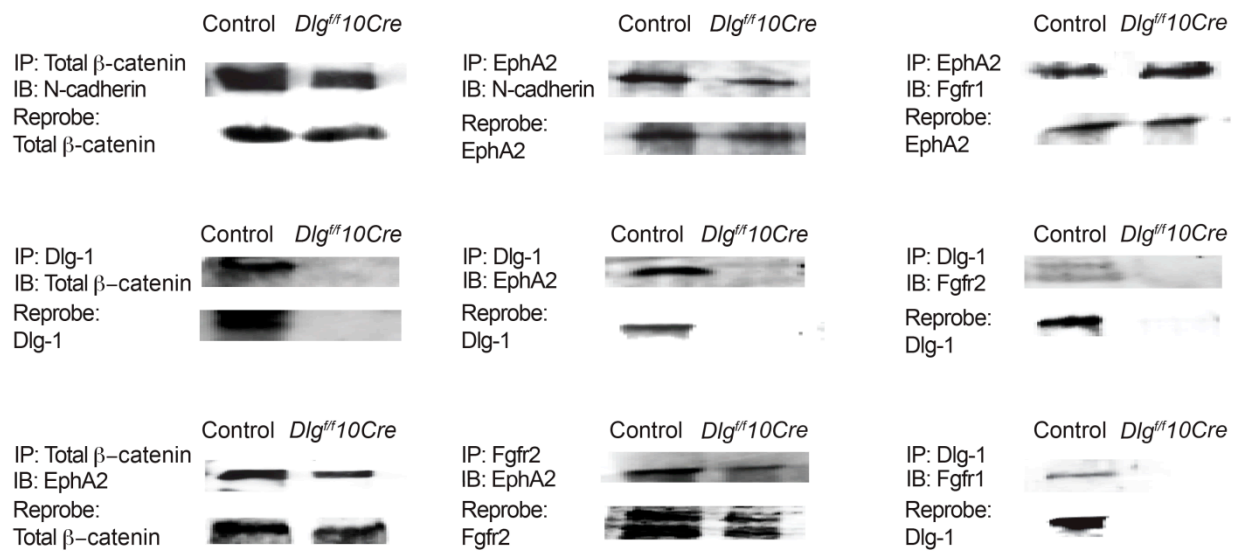 Control Dlgf/f10Cre
IP: Total β-catenin
IB: N-cadherin
Reprobe:
Total β-catenin
Control Dlgf/f10Cre
IP: EphA2
IB: N-cadherin
Reprobe:
EphA2
Control Dlgf/f10Cre
IP: EphA2
IB: Fgfr1
Reprobe:
EphA2
Control Dlgf/f10Cre
IP: Dlg-1
IB: Total β–catenin
Reprobe:
Dlg-1
Control Dlgf/f10Cre
IP: Dlg-1
IB: EphA2
Reprobe:
Dlg-1
Control Dlgf/f10Cre
IP: Dlg-1
IB: Fgfr2
Reprobe:
Dlg-1
Control Dlgf/f10Cre
IP: Total β–catenin
IB: EphA2
Reprobe:
Total β–catenin
Control Dlgf/f10Cre
IP: Fgfr2
IB: EphA2
Reprobe:
Fgfr2
Control Dlgf/f10Cre
IP: Dlg-1
IB: Fgfr1
Reprobe:
Dlg-1